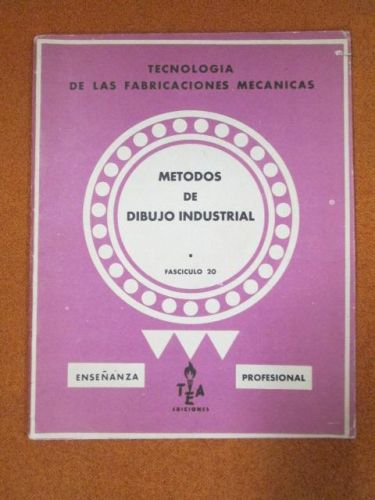 TECNOLOGIA
DE LAS FABRICACIONES MECANICAS
METODOS
DE
DIBUJO INDUSTRIAL
FASCICULO 20
ENSEÑANZA
PROFESIONAL
TEA
EDICIONES